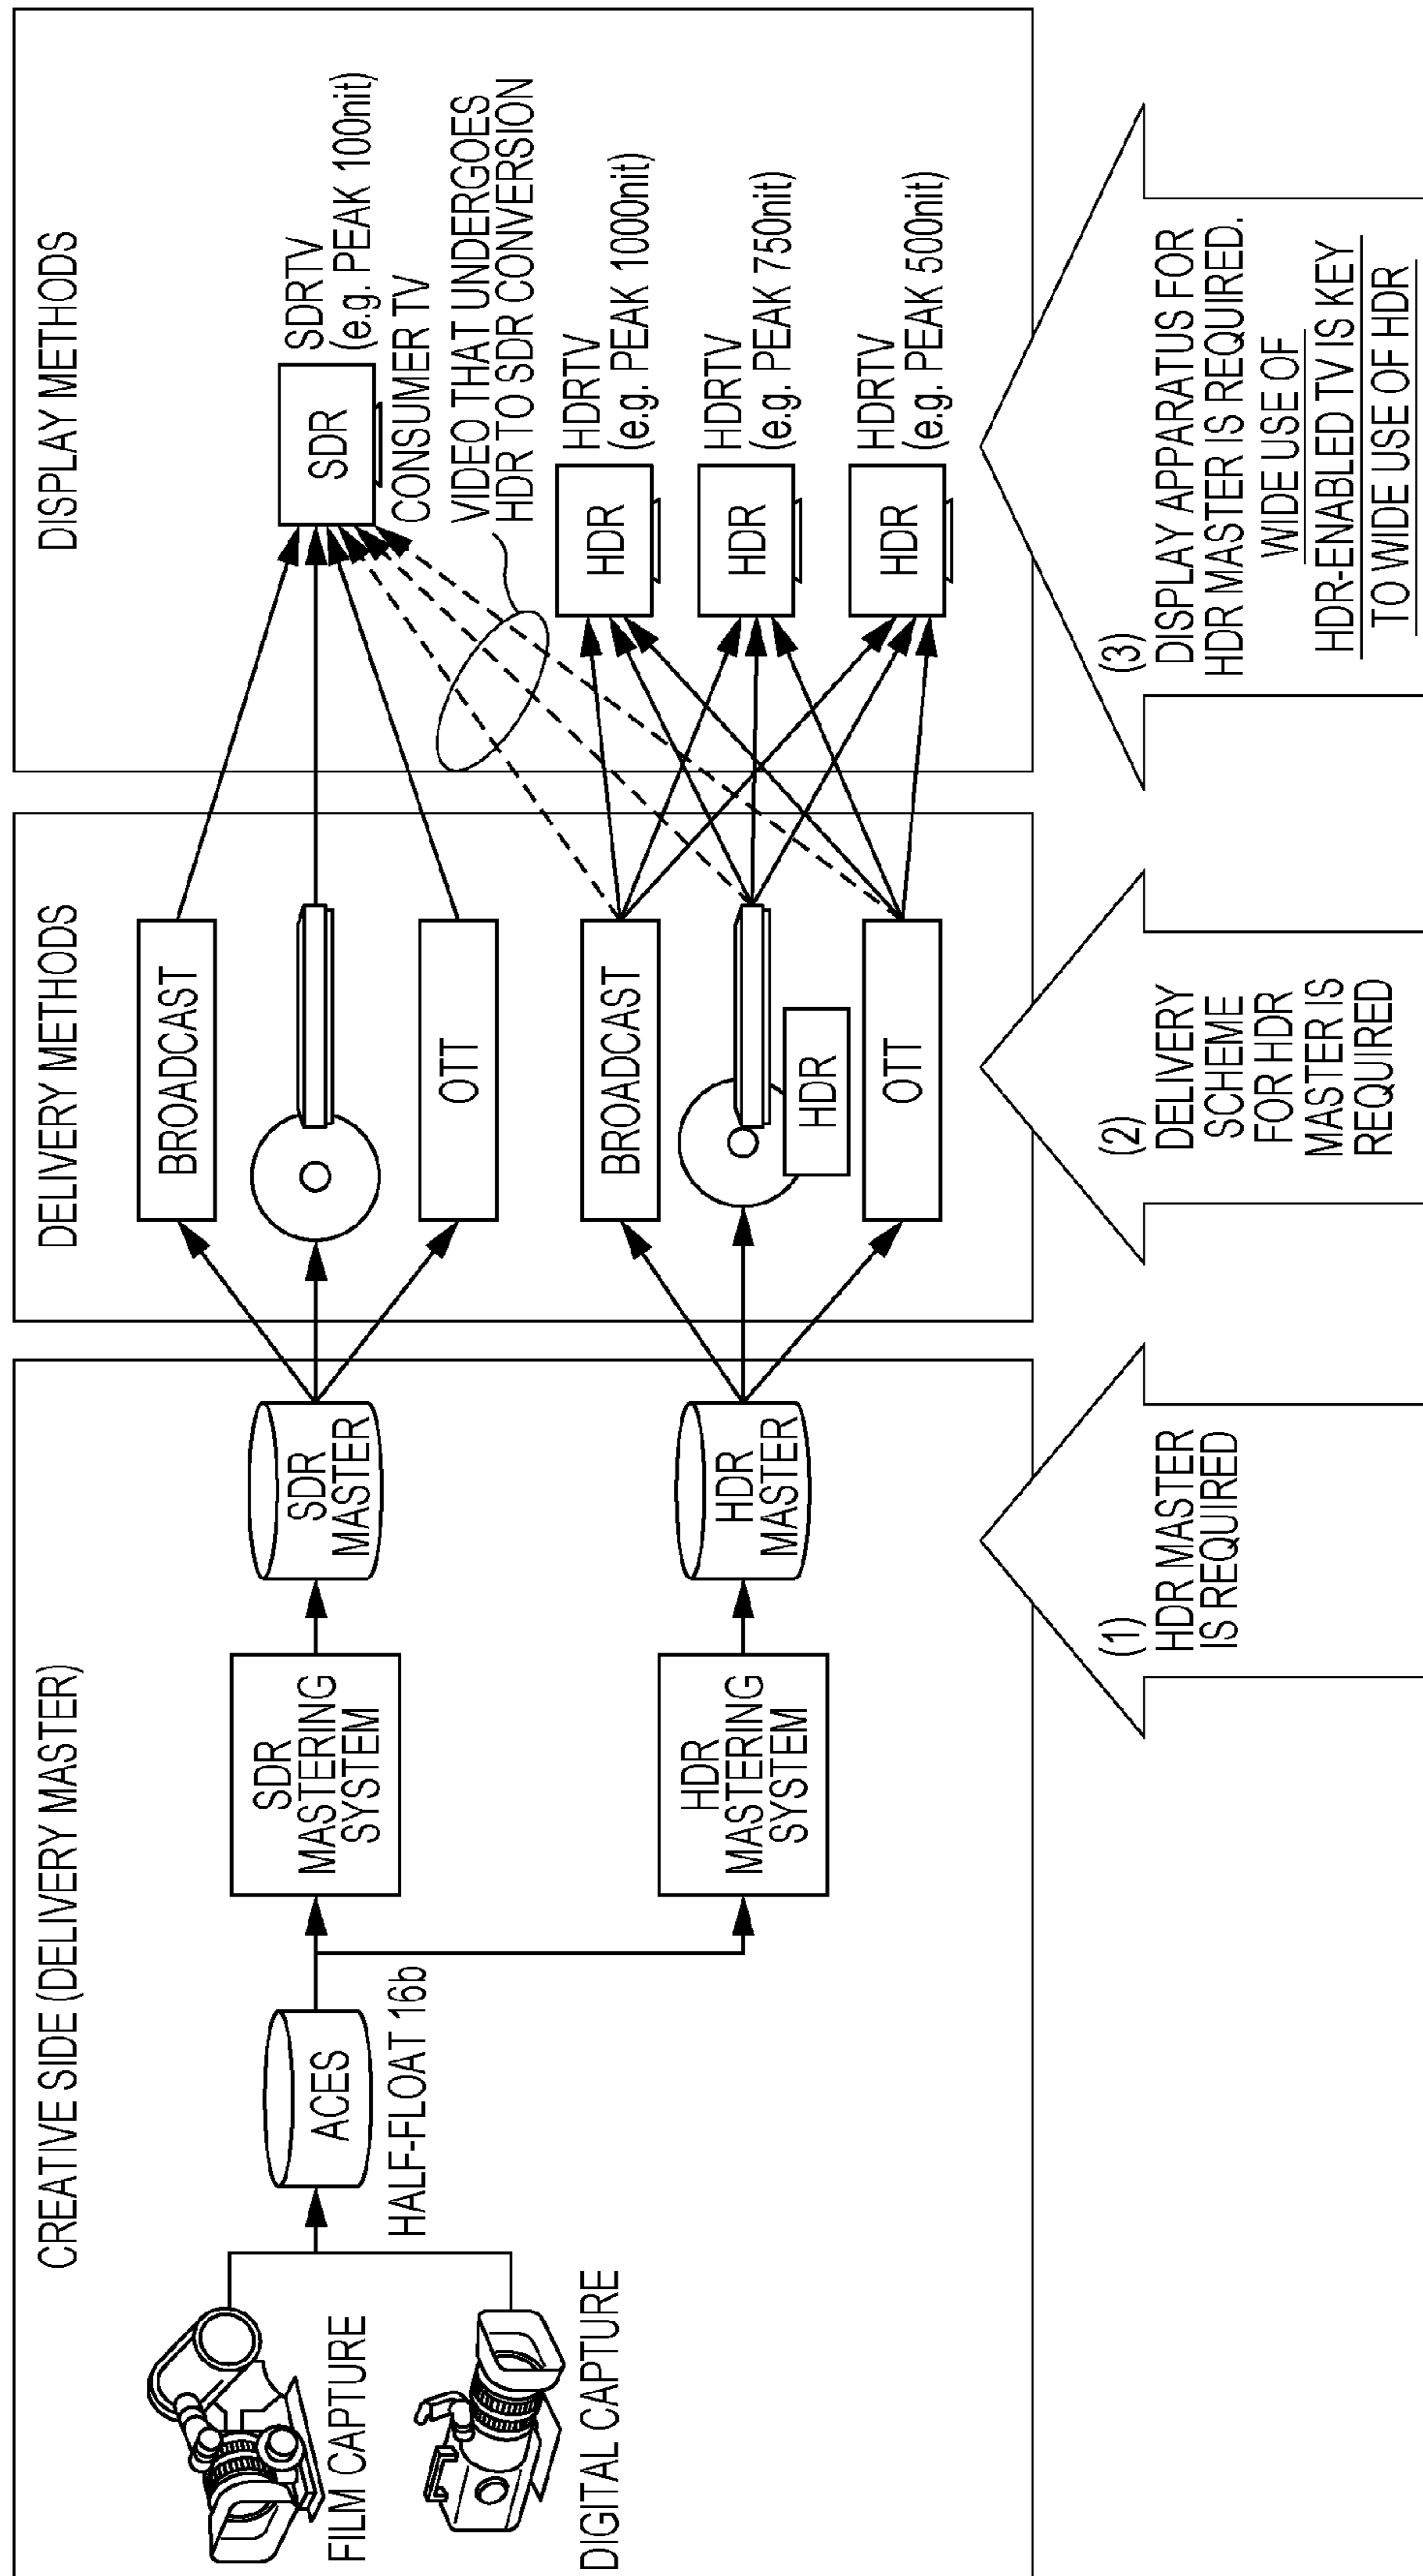 CREATIVE SIDE (DELIVERY MASTER)
FILM CAPTURE
DIGITAL CAPTURE
ACES
HALF-FLOAT 16b
SDR
MASTERING
SYSTEM
SDR
MASTER
HDR
MASTERING
SYSTEM
HDR
MASTER
DELIVERY METHODS
BROADCAST
OTT
BROADCAST
HDR
OTT
DISPLAY METHODS
SDR
SDRTV
(e.g. PEAK 100nit)
CONSUMER TV
VIDEO THAT UNDERGOES
HDR TO SDR CONVERSION
HDR
HDRTV
(e.g. PEAK 1000nit)
HDR
HDRTV
(e.g. PEAK 750nit)
HDR
HDRTV
(e.g. PEAK 500nit)
(1)
HDR MASTER
IS REQUIRED
(2)
DELIVERY
SCHEME
FOR HDR
MASTER IS
REQUIRED
(3)
DISPLAY APPARATUS FOR
HDR MASTER IS REQUIRED.
WIDE USE OF
HDR-ENABLED TV IS KEY
TO WIDE USE OF HDR